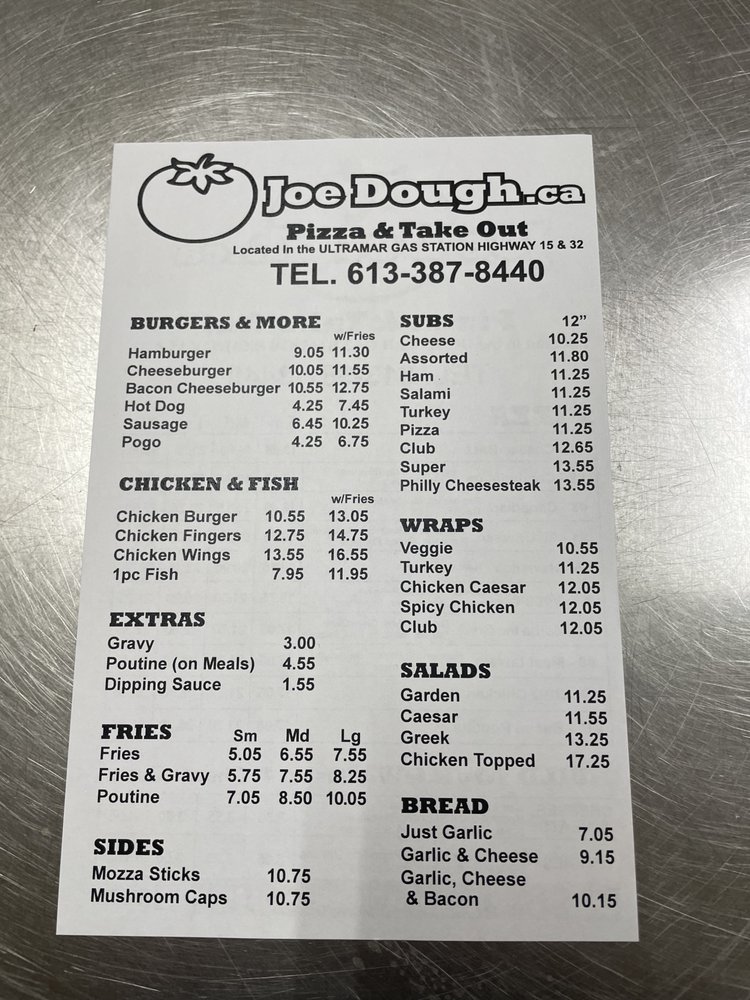 Joe Dough.ca
Pizza & Take Out
Located In the ULTRAMAR GAS STATION HIGHWAY 15 & 32
TEL. 613-387-8440
BURGERS & MORE
w/Fries
Hamburger 9.05 11.30
Cheeseburger 10.05 11.55
Bacon Cheeseburger 10.55 12.75
Hot Dog 4.25 7.45
Sausage 6.45 10.25
Pogo 4.25 6.75
CHICKEN & FISH
w/Fries
Chicken Burger 10.55 13.05
Chicken Fingers 12.75 14.75
Chicken Wings 13.55 16.55
1pc Fish 7.95 11.95
EXTRAS
Gravy 3.00
Poutine (on Meals) 4.55
Dipping Sauce 1.55
FRIES Sm Md Lg
Fries 5.05 6.55 7.55
Fries & Gravy 5.75 7.55 8.25
Poutine 7.05 8.50 10.05
SIDES
Mozza Sticks 10.75
Mushroom Caps 10.75
SUBS 12”
Cheese 10.25
Assorted 11.80
Ham 11.25
Salami 11.25
Turkey 11.25
Pizza 11.25
Club 12.65
Super 13.55
Philly Cheesesteak 13.55
WRAPS
Veggie 10.55
Turkey 11.25
Chicken Caesar 12.05
Spicy Chicken 12.05
Club 12.05
SALADS
Garden 11.25
Caesar 11.55
Greek 13.25
Chicken Topped 17.25
BREAD
Just Garlic 7.05
Garlic & Cheese 9.15
Garlic, Cheese
& Bacon 10.15